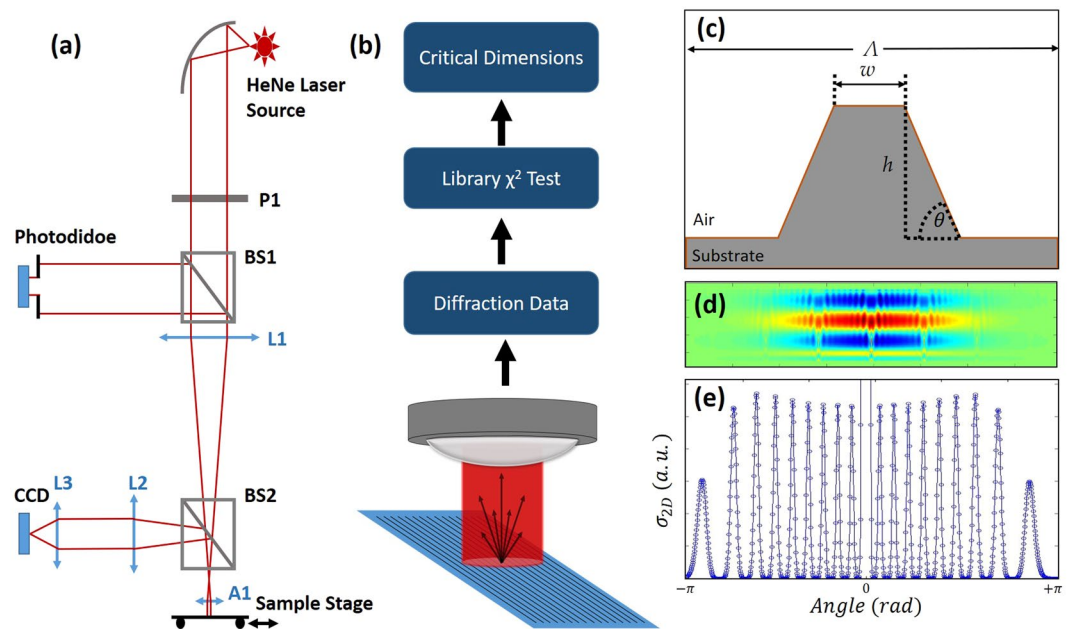 (a)
HeNe Laser
Source
P1
Photodidoe
BS1
L1
CCD
L3
L2
BS2
A1
Sample Stage
(b)
Critical Dimensions
Library χ² Test
Diffraction Data
(c)
Λ
w
h
θ
Air
Substrate
(d)
(e)
σ2D (a. u.)
−π
0
+π
Angle (rad)